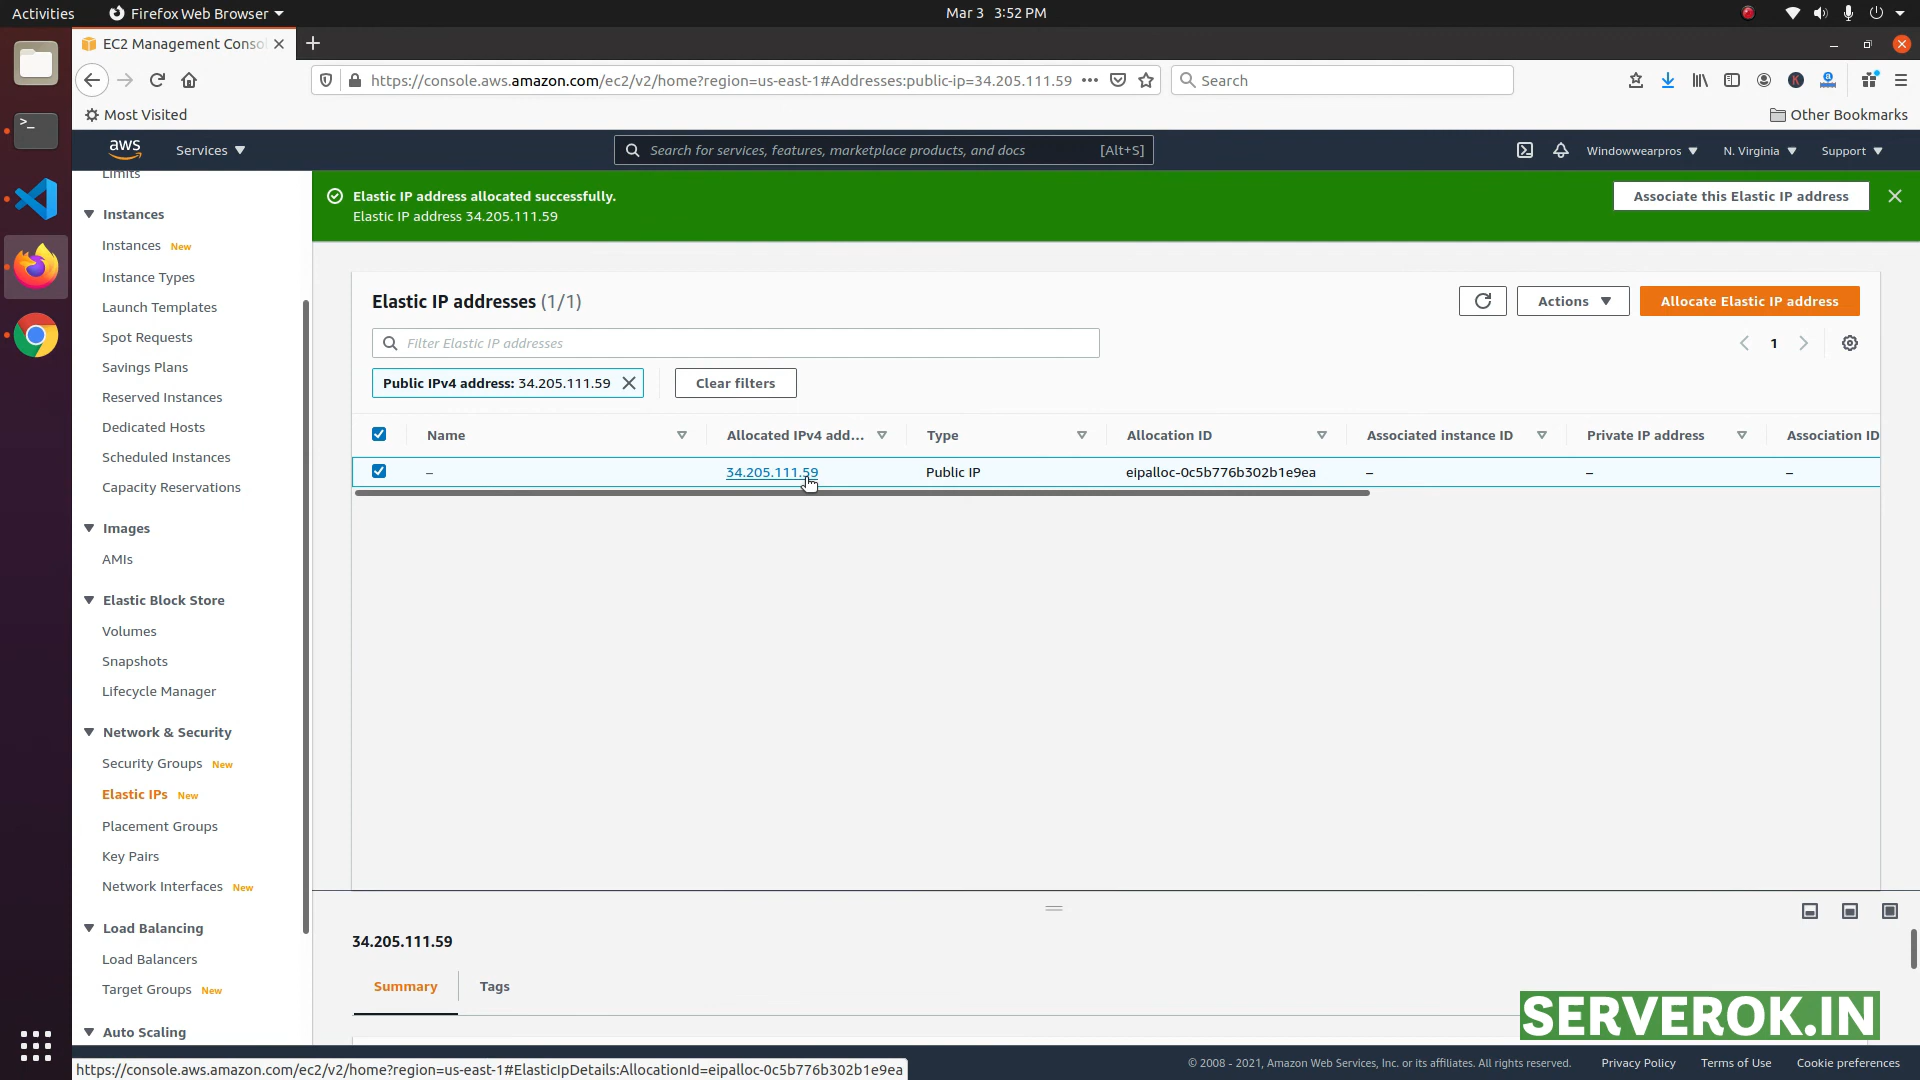 Activities
Firefox Web Browser
Mar 3 3:52 PM
EC2 Management Conso
https://console.aws.amazon.com/ec2/v2/home?region=us-east-1#Addresses:public-ip=34.205.111.59
Search
Most Visited
Other Bookmarks
aws
Services
Search for services, features, marketplace products, and docs
[Alt+S]
Windowwearpros
N. Virginia
Support
Limits
Instances
Instances New
Instance Types
Launch Templates
Spot Requests
Savings Plans
Reserved Instances
Dedicated Hosts
Scheduled Instances
Capacity Reservations
Images
AMIs
Elastic Block Store
Volumes
Snapshots
Lifecycle Manager
Network & Security
Security Groups New
Elastic IPs New
Placement Groups
Key Pairs
Network Interfaces New
Load Balancing
Load Balancers
Target Groups New
Auto Scaling
Elastic IP address allocated successfully.
Elastic IP address 34.205.111.59
Associate this Elastic IP address
Elastic IP addresses (1/1)
Actions
Allocate Elastic IP address
Filter Elastic IP addresses
1
Public IPv4 address: 34.205.111.59
Clear filters
Name Allocated IPv4 add... Type Allocation ID Associated instance ID Private IP address Association ID
– 34.205.111.59 Public IP eipalloc-0c5b776b302b1e9ea – – –
34.205.111.59
Summary
Tags
SERVEROK.IN
https://console.aws.amazon.com/ec2/v2/home?region=us-east-1#ElasticIpDetails:AllocationId=eipalloc-0c5b776b302b1e9ea
© 2008 - 2021, Amazon Web Services, Inc. or its affiliates. All rights reserved.
Privacy Policy
Terms of Use
Cookie preferences